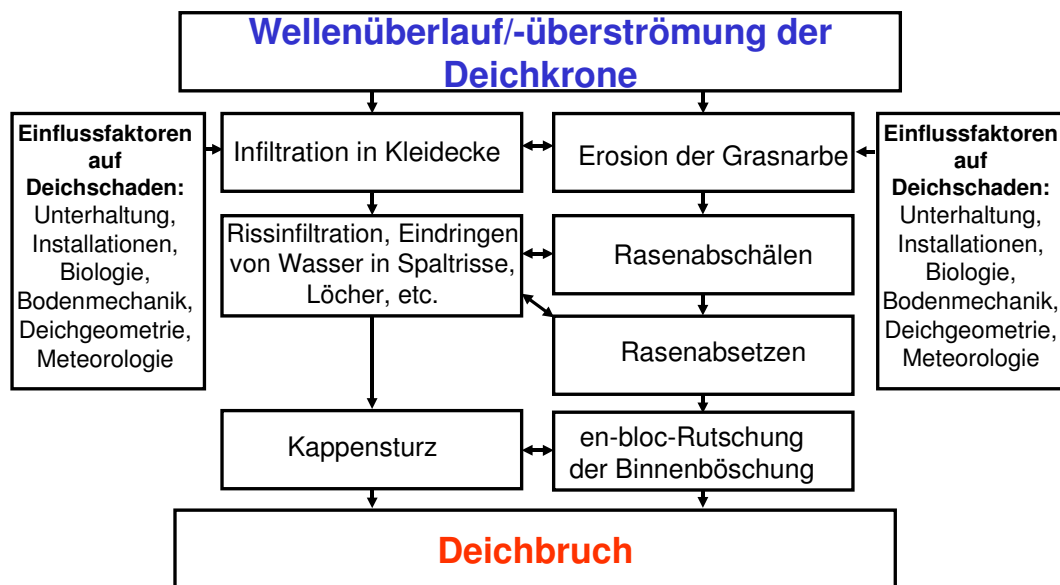 Wellenüberlauf/-überströmung der
Deichkrone
Einflussfaktoren
auf
Deichschaden:
Unterhaltung,
Installationen,
Biologie,
Bodenmechanik,
Deichgeometrie,
Meteorologie
Infiltration in Kleidecke
Erosion der Grasnarbe
Einflussfaktoren
auf
Deichschaden:
Unterhaltung,
Installationen,
Biologie,
Bodenmechanik,
Deichgeometrie,
Meteorologie
Rissinfiltration, Eindringen
von Wasser in Spaltrisse,
Löcher, etc.
Rasenabschälen
Rasenabsetzen
Kappensturz
en-bloc-Rutschung
der Binnenböschung
Deichbruch